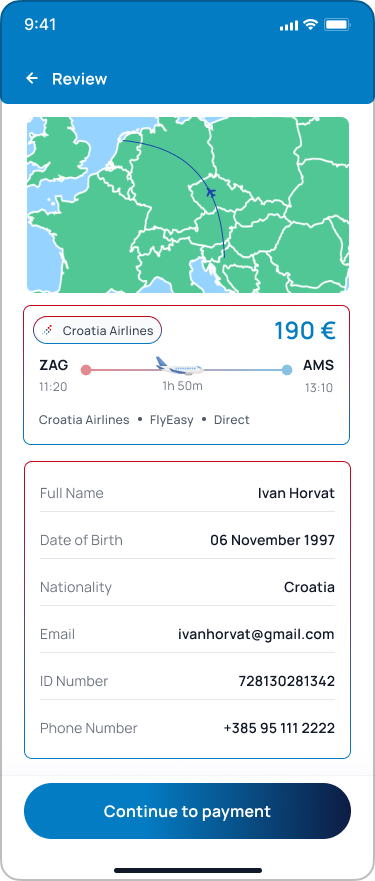 9:41
Review
Croatia Airlines
190 €
ZAG
AMS
11:20
1h 50m
13:10
Croatia Airlines • FlyEasy • Direct
Full Name Ivan Horvat
Date of Birth 06 November 1997
Nationality Croatia
Email ivanhorvat@gmail.com
ID Number 728130281342
Phone Number +385 95 111 2222
Continue to payment